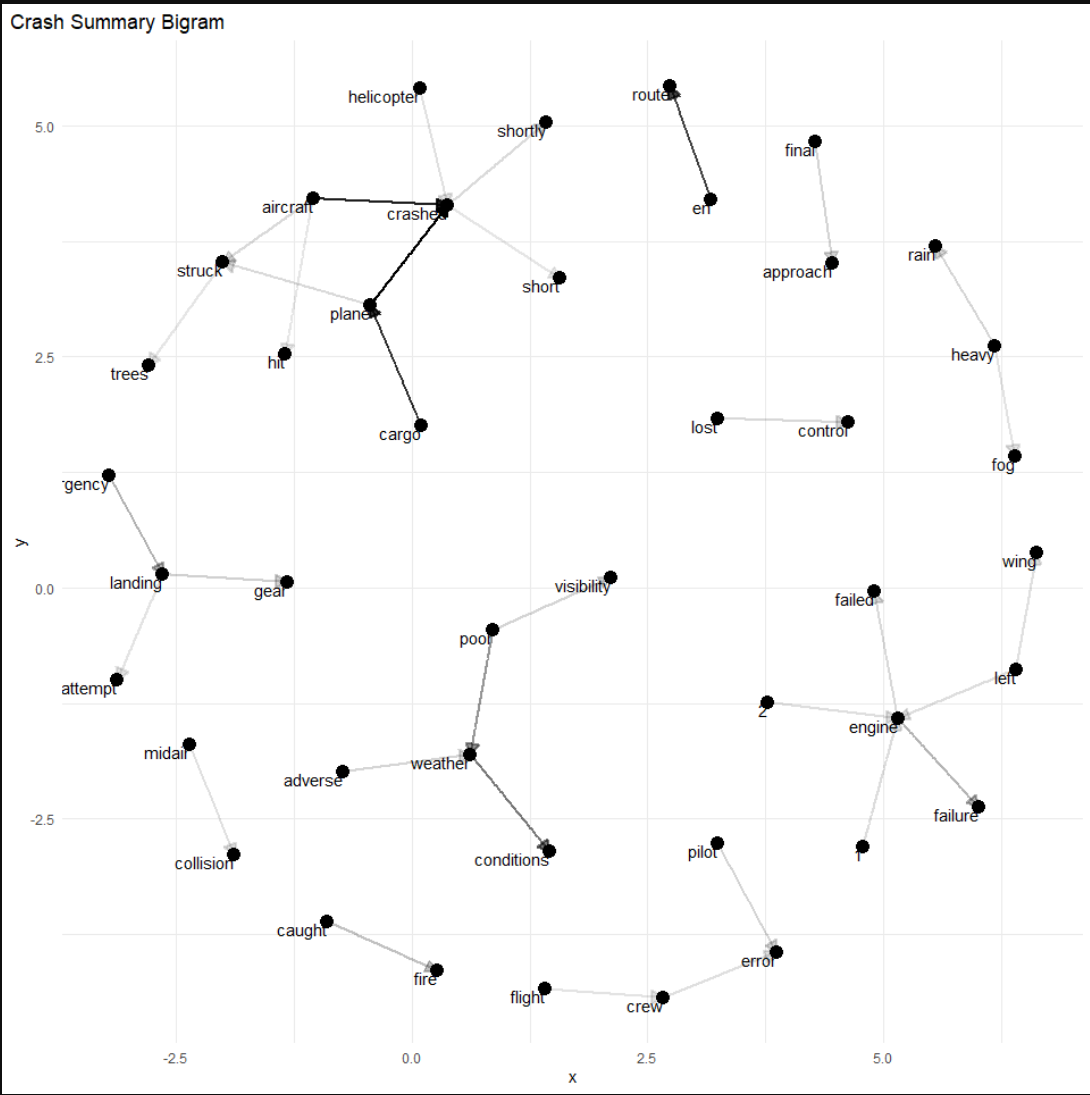 Crash Summary Bigram
helicopter
route
shortly
5.0
final
aircraft
crashed
en
rain
struck
approach
short
plane
heavy
2.5
hit
trees
lost
control
cargo
fog
rgency
wing
landing
visibility
0.0
gear
failed
poor
left
attempt
2
engine
midair
weather
adverse
-2.5
failure
pilot
1
conditions
collision
caught
error
fire
flight
crew
-2.5
0.0
2.5
5.0
x
y